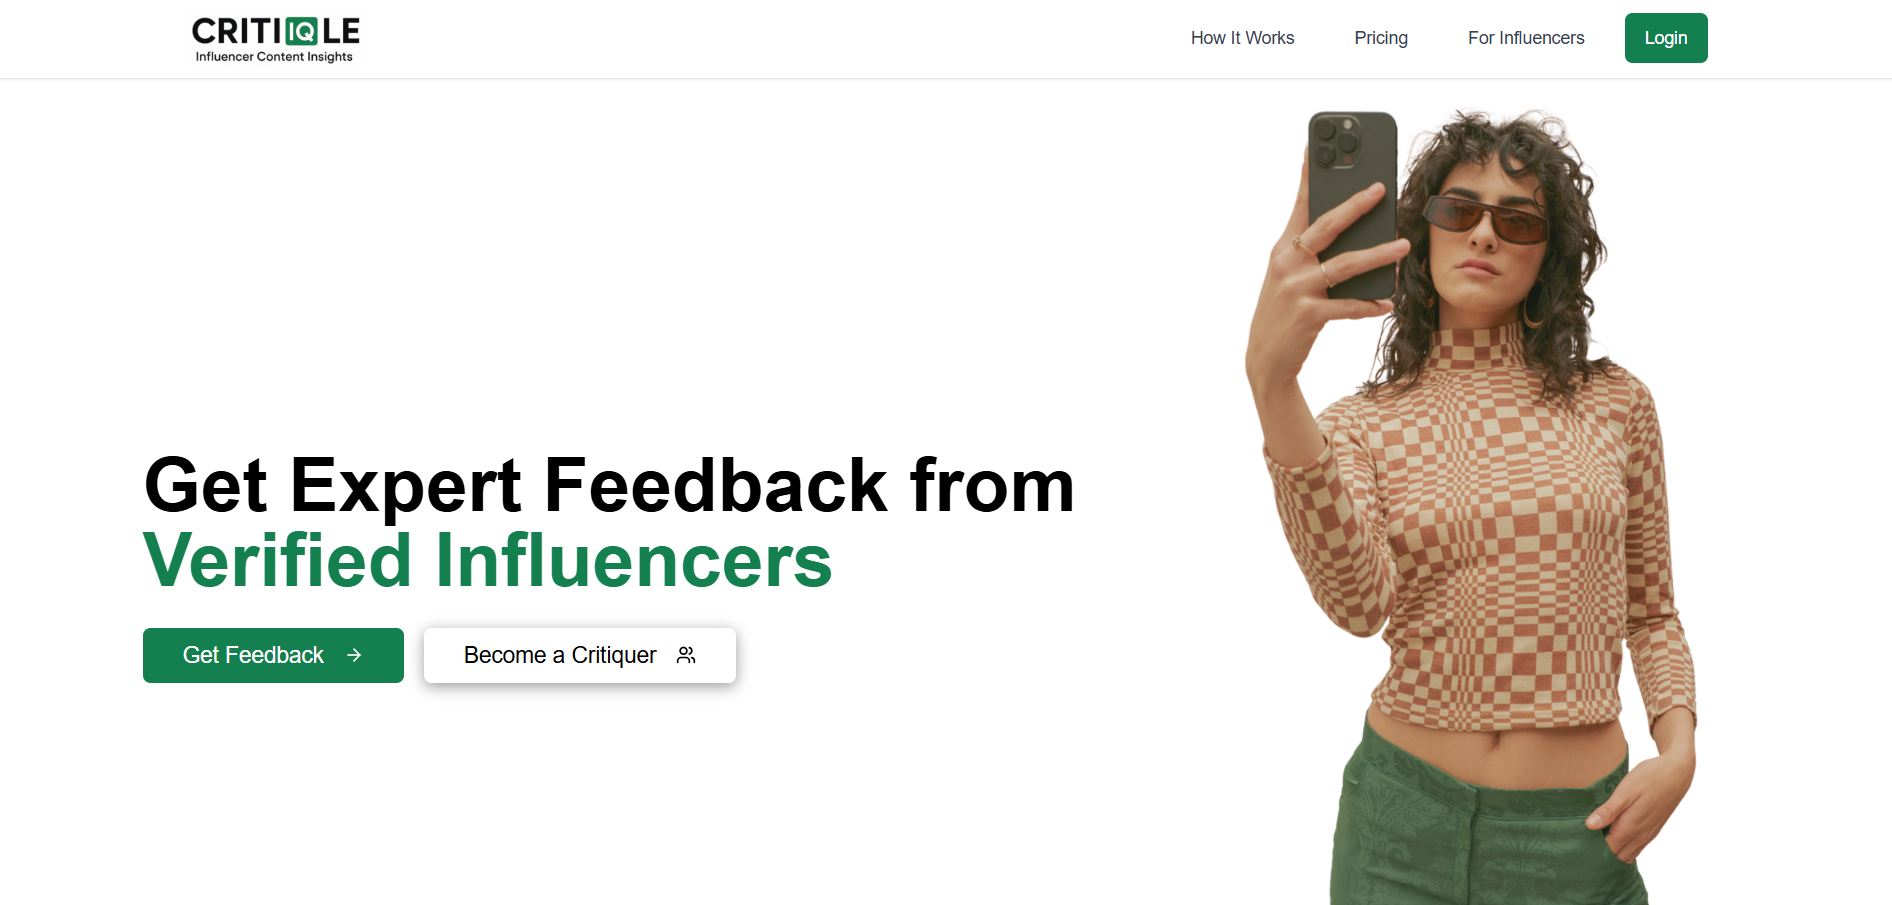 CRITIIQLE
Influencer Content Insights
How It Works
Pricing
For Influencers
Login
Get Expert Feedback from
Verified Influencers
Get Feedback
Become a Critiquer